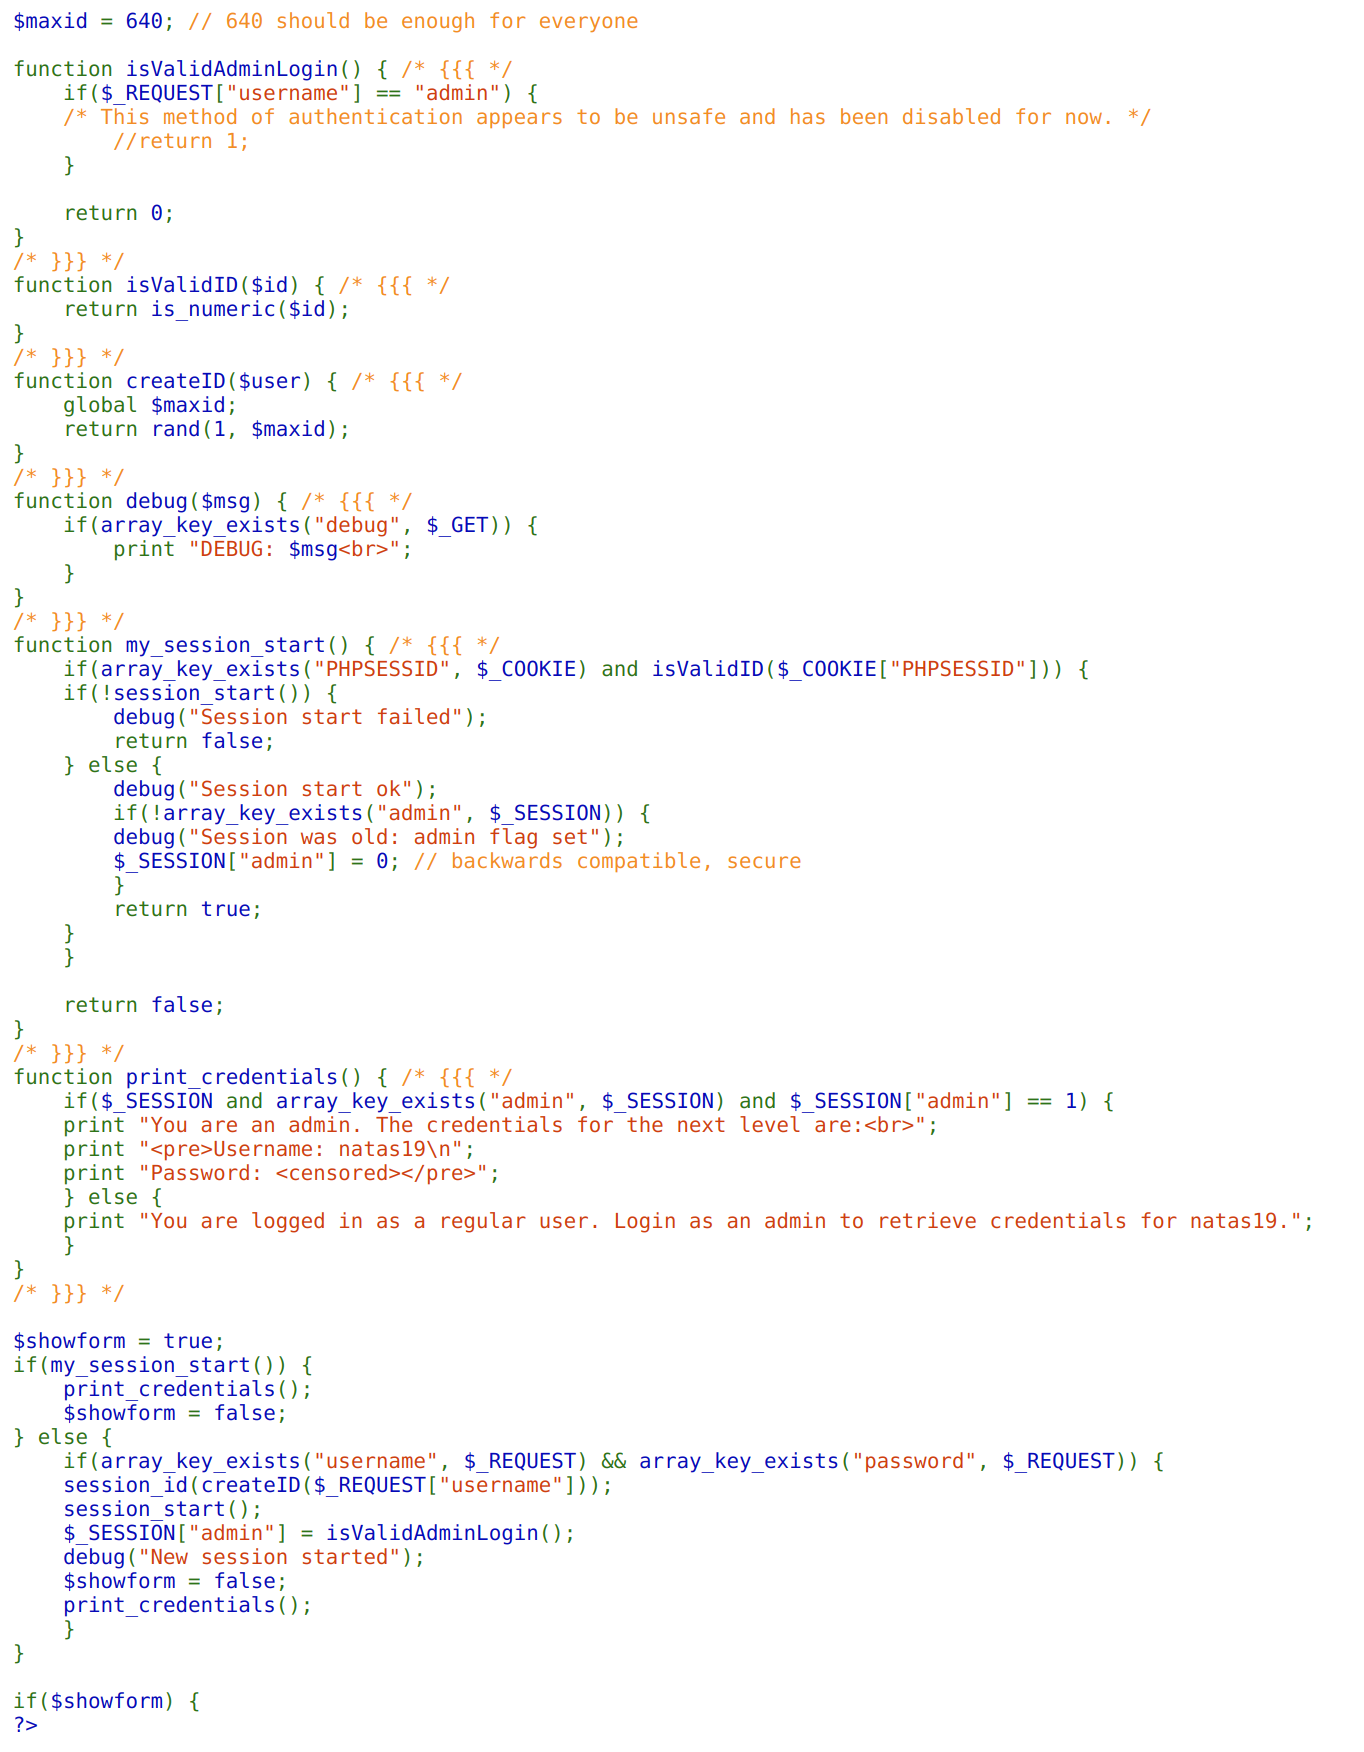 $maxid = 640; // 640 should be enough for everyone

function isValidAdminLogin() { /* {{{ */
    if($_REQUEST["username"] == "admin") {
    /* This method of authentication appears to be unsafe and has been disabled for now. */
        //return 1;
    }

    return 0;
}
/* }}} */
function isValidID($id) { /* {{{ */
    return is_numeric($id);
}
/* }}} */
function createID($user) { /* {{{ */
    global $maxid;
    return rand(1, $maxid);
}
/* }}} */
function debug($msg) { /* {{{ */
    if(array_key_exists("debug", $_GET)) {
        print "DEBUG: $msg<br>";
    }
}
/* }}} */
function my_session_start() { /* {{{ */
    if(array_key_exists("PHPSESSID", $_COOKIE) and isValidID($_COOKIE["PHPSESSID"])) {
    if(!session_start()) {
        debug("Session start failed");
        return false;
    } else {
        debug("Session start ok");
        if(!array_key_exists("admin", $_SESSION)) {
        debug("Session was old: admin flag set");
        $_SESSION["admin"] = 0; // backwards compatible, secure
        }
        return true;
    }
    }

    return false;
}
/* }}} */
function print_credentials() { /* {{{ */
    if($_SESSION and array_key_exists("admin", $_SESSION) and $_SESSION["admin"] == 1) {
    print "You are an admin. The credentials for the next level are:<br>";
    print "<pre>Username: natas19\n";
    print "Password: <censored></pre>";
    } else {
    print "You are logged in as a regular user. Login as an admin to retrieve credentials for natas19.";
    }
}
/* }}} */

$showform = true;
if(my_session_start()) {
    print_credentials();
    $showform = false;
} else {
    if(array_key_exists("username", $_REQUEST) && array_key_exists("password", $_REQUEST)) {
    session_id(createID($_REQUEST["username"]));
    session_start();
    $_SESSION["admin"] = isValidAdminLogin();
    debug("New session started");
    $showform = false;
    print_credentials();
    }
}

if($showform) {
?>